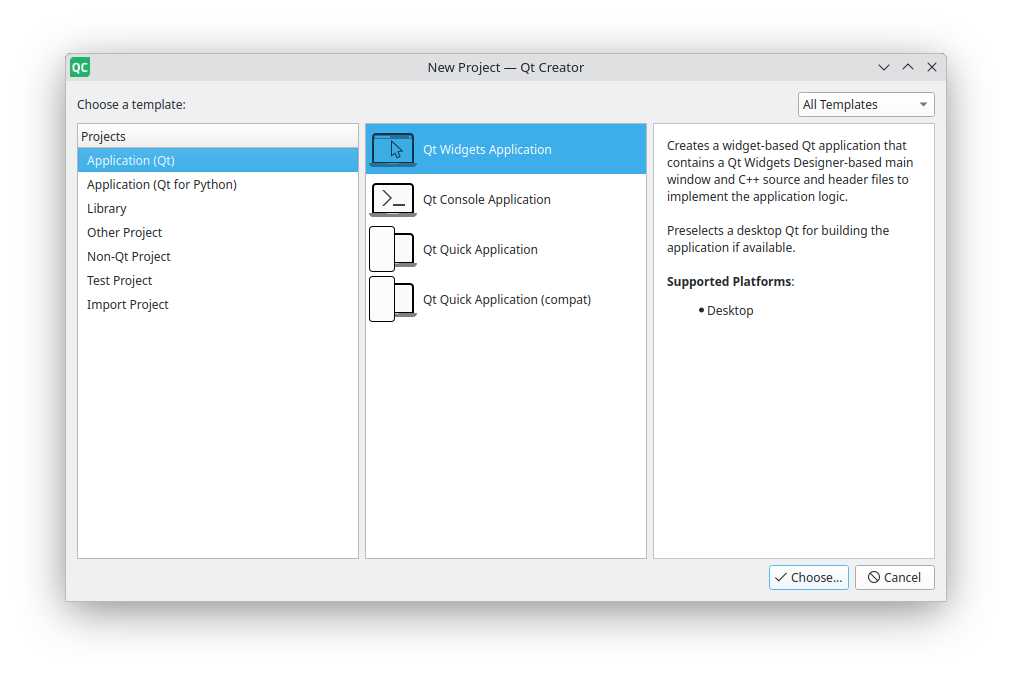 QC
New Project — Qt Creator
Choose a template:
All Templates
Projects
Application (Qt)
Application (Qt for Python)
Library
Other Project
Non-Qt Project
Test Project
Import Project
Qt Widgets Application
Qt Console Application
Qt Quick Application
Qt Quick Application (compat)
Creates a widget-based Qt application that
contains a Qt Widgets Designer-based main
window and C++ source and header files to
implement the application logic.
Preselects a desktop Qt for building the
application if available.
Supported Platforms:
• Desktop
Choose...
Cancel